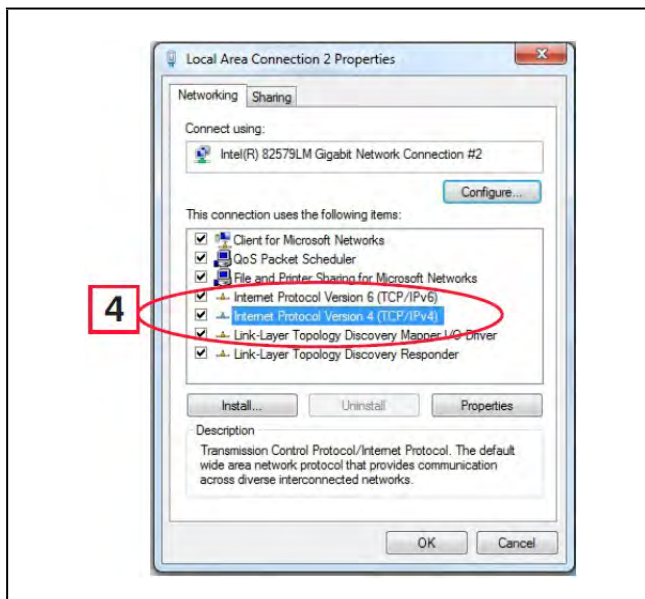 Local Area Connection 2 Properties
Networking Sharing
Connect using:
Intel(R) 82579LM Gigabit Network Connection #2
Configure...
This connection uses the following items:
Client for Microsoft Networks
QoS Packet Scheduler
File and Printer Sharing for Microsoft Networks
Internet Protocol Version 6 (TCP/IPv6)
4
Internet Protocol Version 4 (TCP/IPv4)
Link-Layer Topology Discovery Mapper I/O Driver
Link-Layer Topology Discovery Responder
Install... Uninstall Properties
Description
Transmission Control Protocol/Internet Protocol. The default
wide area network protocol that provides communication
across diverse interconnected networks.
OK Cancel